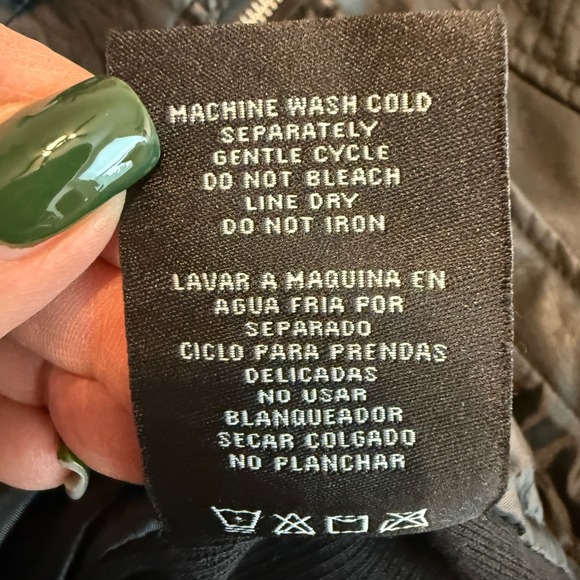 MACHINE WASH COLD
SEPARATELY
GENTLE CYCLE
DO NOT BLEACH
LINE DRY
DO NOT IRON
LAVAR A MAQUINA EN
AGUA FRIA POR
SEPARADO
CICLO PARA PRENDAS
DELICADAS
NO USAR
BLANQUEADOR
SECAR COLGADO
NO PLANCHAR